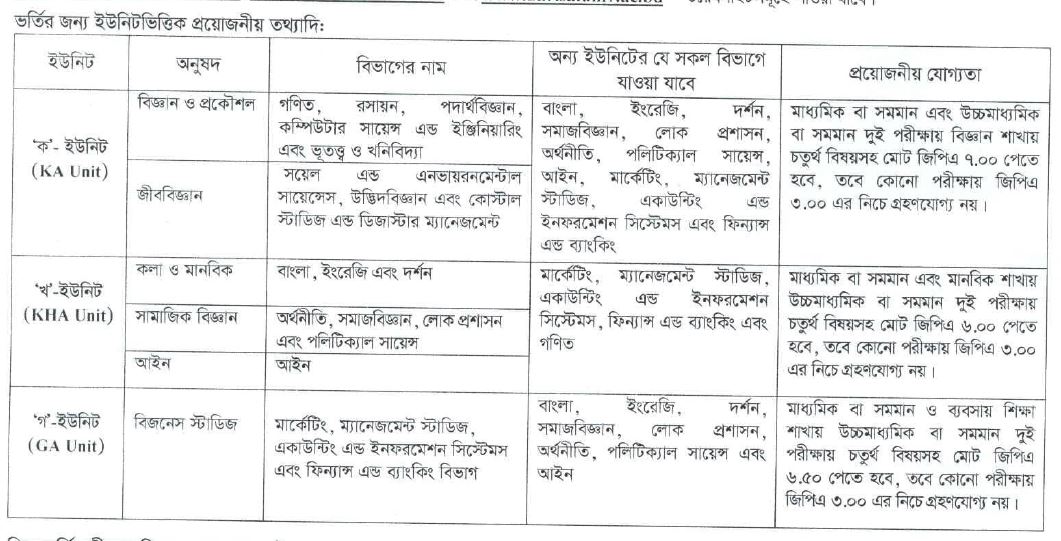 ভর্তির জন্য ইউনিটভিত্তিক প্রয়োজনীয় তথ্যাদি:
ইউনিট
অনুষদ
বিভাগের নাম
অন্য ইউনিটের যে সকল বিভাগে
যাওয়া যাবে
প্রয়োজনীয় যোগ্যতা
‘ক’- ইউনিট
(KA Unit)
বিজ্ঞান ও প্রকৌশল
গণিত, রসায়ন, পদার্থবিজ্ঞান,
কম্পিউটার সায়েন্স এন্ড ইঞ্জিনিয়ারিং
এবং ভূতত্ত্ব ও খনিবিদ্যা
জীববিজ্ঞান
সয়েল এন্ড এনভায়রনমেন্টাল
সায়েন্সেস, উদ্ভিদবিজ্ঞান এবং কোস্টাল
স্টাডিজ এন্ড ডিজাস্টার ম্যানেজমেন্ট
বাংলা, ইংরেজি, দর্শন,
সমাজবিজ্ঞান, লোক প্রশাসন,
অর্থনীতি, পলিটিক্যাল সায়েন্স,
আইন, মার্কেটিং, ম্যানেজমেন্ট
স্টাডিজ, একাউন্টিং এন্ড
ইনফরমেশন সিস্টেমস এবং ফিন্যান্স
এন্ড ব্যাংকিং
মাধ্যমিক বা সমমান এবং উচ্চমাধ্যমিক
বা সমমান দুই পরীক্ষায় বিজ্ঞান শাখায়
চতুর্থ বিষয়সহ মোট জিপিএ ৭.০০ পেতে
হবে, তবে কোনো পরীক্ষায় জিপিএ
৩.০০ এর নিচে গ্রহণযোগ্য নয়।
‘খ’-ইউনিট
(KHA Unit)
কলা ও মানবিক
বাংলা, ইংরেজি এবং দর্শন
সামাজিক বিজ্ঞান
অর্থনীতি, সমাজবিজ্ঞান, লোক প্রশাসন
এবং পলিটিক্যাল সায়েন্স
আইন
আইন
মার্কেটিং, ম্যানেজমেন্ট স্টাডিজ,
একাউন্টিং এন্ড ইনফরমেশন
সিস্টেমস, ফিন্যান্স এন্ড ব্যাংকিং এবং
গণিত
মাধ্যমিক বা সমমান এবং মানবিক শাখায়
উচ্চমাধ্যমিক বা সমমান দুই পরীক্ষায়
চতুর্থ বিষয়সহ মোট জিপিএ ৬.০০ পেতে
হবে, তবে কোনো পরীক্ষায় জিপিএ ৩.০০
এর নিচে গ্রহণযোগ্য নয়।
‘গ’-ইউনিট
(GA Unit)
বিজনেস স্টাডিজ
মার্কেটিং, ম্যানেজমেন্ট স্টাডিজ,
একাউন্টিং এন্ড ইনফরমেশন সিস্টেমস
এবং ফিন্যান্স এন্ড ব্যাংকিং বিভাগ
বাংলা, ইংরেজি, দর্শন,
সমাজবিজ্ঞান, লোক প্রশাসন,
অর্থনীতি, পলিটিক্যাল সায়েন্স এবং
আইন
মাধ্যমিক বা সমমান ও ব্যবসায় শিক্ষা
শাখায় উচ্চমাধ্যমিক বা সমমান দুই
পরীক্ষায় চতুর্থ বিষয়সহ মোট জিপিএ
৬.৫০ পেতে হবে, তবে কোনো পরীক্ষায়
জিপিএ ৩.০০ এর নিচে গ্রহণযোগ্য নয়।